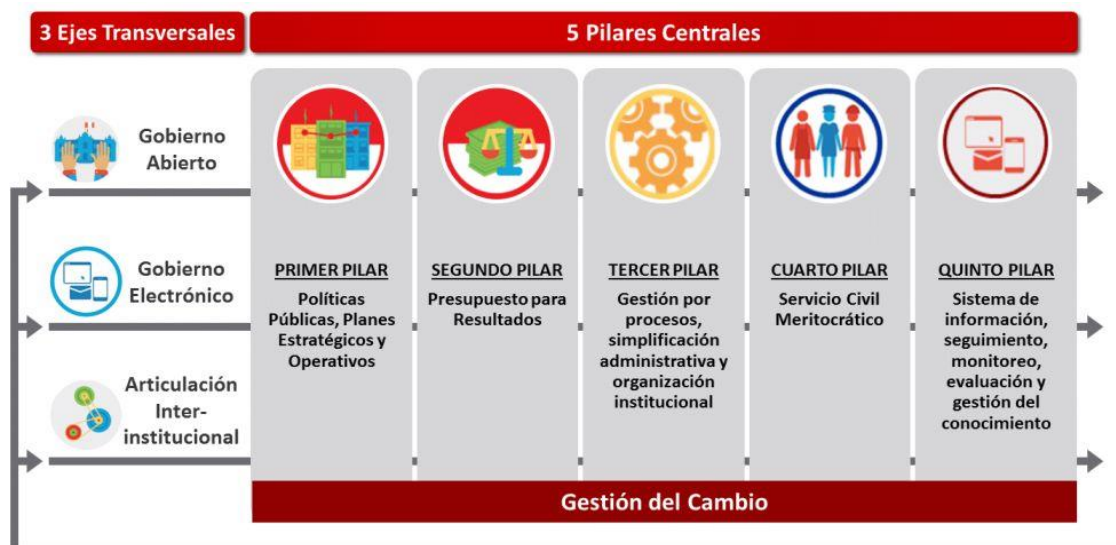 3 Ejes Transversales
5 Pilares Centrales
Gobierno
Abierto
Gobierno
Electrónico
Articulación
Inter-
institucional
PRIMER PILAR
Políticas
Públicas, Planes
Estratégicos y
Operativos
SEGUNDO PILAR
Presupuesto para
Resultados
TERCER PILAR
Gestión por
procesos,
simplificación
administrativa y
organización
institucional
CUARTO PILAR
Servicio Civil
Meritocrático
QUINTO PILAR
Sistema de
información,
seguimiento,
monitoreo,
evaluación y
gestión del
conocimiento
Gestión del Cambio